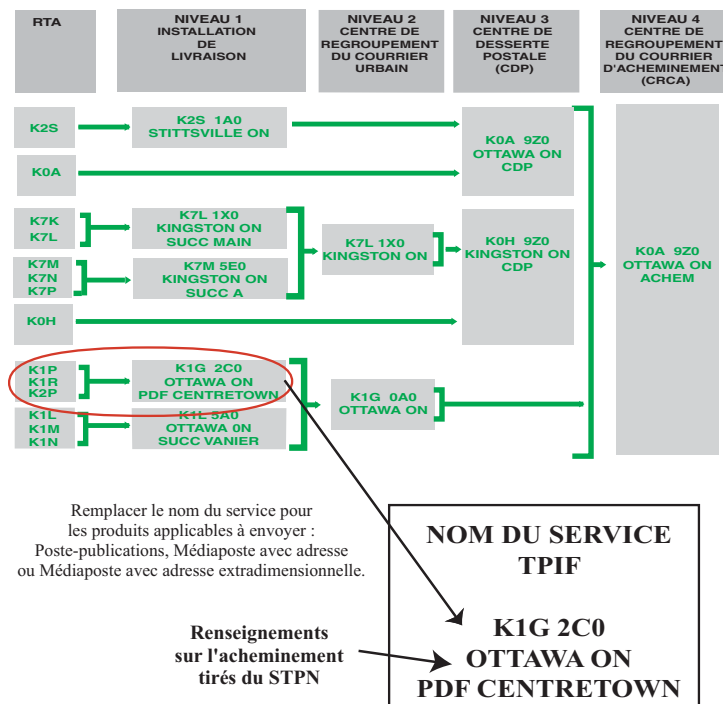 RTA
NIVEAU 1
INSTALLATION
DE
LIVRAISON
NIVEAU 2
CENTRE DE
REGROUPEMENT
DU COURRIER
URBAIN
NIVEAU 3
CENTRE DE
DESSERTE
POSTALE
(CDP)
NIVEAU 4
CENTRE DE
REGROUPEMENT
DU COURRIER
D'ACHEMINEMENT
(CRCA)
K2S
K2S 1A0
STITTSVILLE ON
K0A 9Z0
OTTAWA ON
CDP
K0A
K7K
K7L
K7L 1X0
KINGSTON ON
SUCC MAIN
K7L 1X0
KINGSTON ON
K0H 9Z0
KINGSTON ON
CDP
K0A 9Z0
OTTAWA ON
ACHEM
K7M
K7N
K7P
K7M 5E0
KINGSTON ON
SUCC A
K0H
K1P
K1R
K2P
K1G 2C0
OTTAWA ON
PDF CENTRETOWN
K1G 0A0
OTTAWA ON
K1L
K1M
K1N
K1L 5A0
OTTAWA 0N
SUCC VANIER
Remplacer le nom du service pour
les produits applicables à envoyer :
Poste-publications, Médiaposte avec adresse
ou Médiaposte avec adresse extradimensionnelle.
Renseignements
sur l'acheminement
tirés du STPN
NOM DU SERVICE
TPIF
K1G 2C0
OTTAWA ON
PDF CENTRETOWN